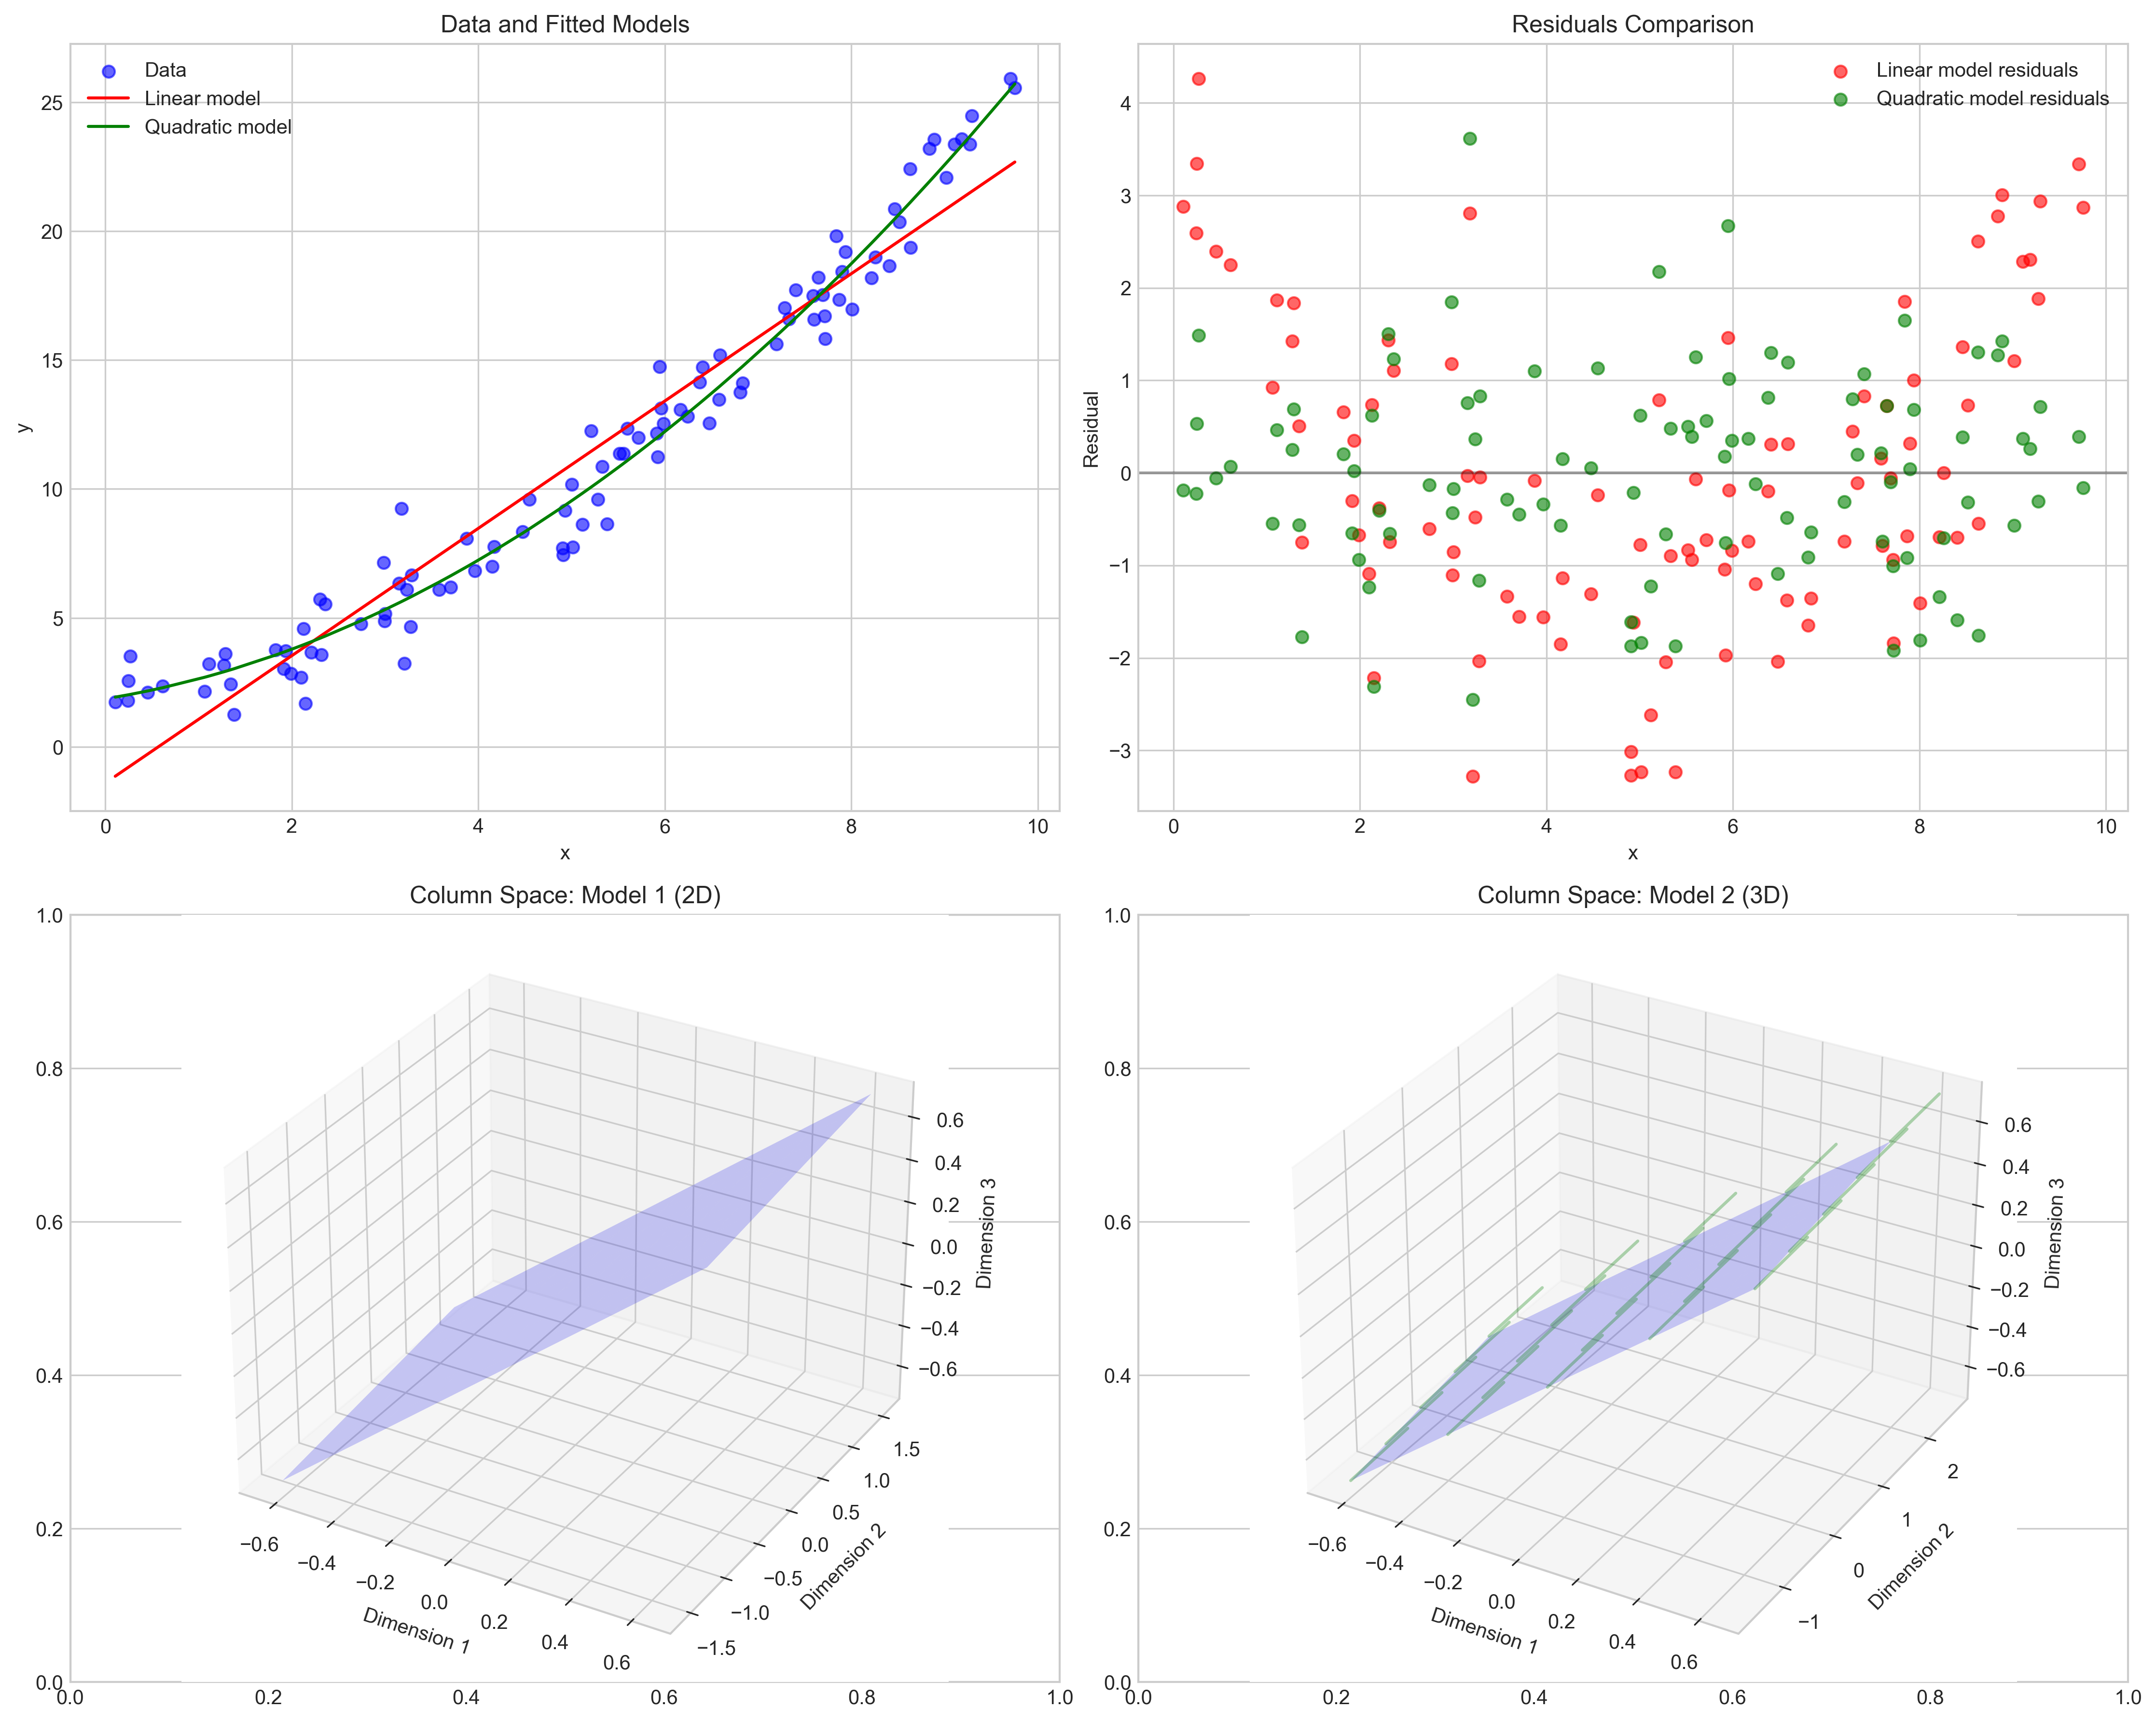 Data and Fitted Models
Data
Linear model
Quadratic model
25
20
15
10
5
0
y
0 2 4 6 8 10
x
Residuals Comparison
Linear model residuals
Quadratic model residuals
4
3
2
1
0
−1
−2
−3
Residual
0 2 4 6 8 10
x
Column Space: Model 1 (2D)
1.0
0.8
0.6
0.4
0.2
0.0
0.0 0.2 0.4 0.6 0.8 1.0
0.6
0.4
0.2
0.0
−0.2
−0.4
−0.6
Dimension 3
1.5
1.0
0.5
0.0
−0.5
−1.0
−1.5
Dimension 2
−0.6
−0.4
−0.2
0.0
0.2
0.4
0.6
Dimension 1
Column Space: Model 2 (3D)
1.0
0.8
0.6
0.4
0.2
0.0
0.0 0.2 0.4 0.6 0.8 1.0
0.6
0.4
0.2
0.0
−0.2
−0.4
−0.6
Dimension 3
2
1
0
−1
Dimension 2
−0.6
−0.4
−0.2
0.0
0.2
0.4
0.6
Dimension 1